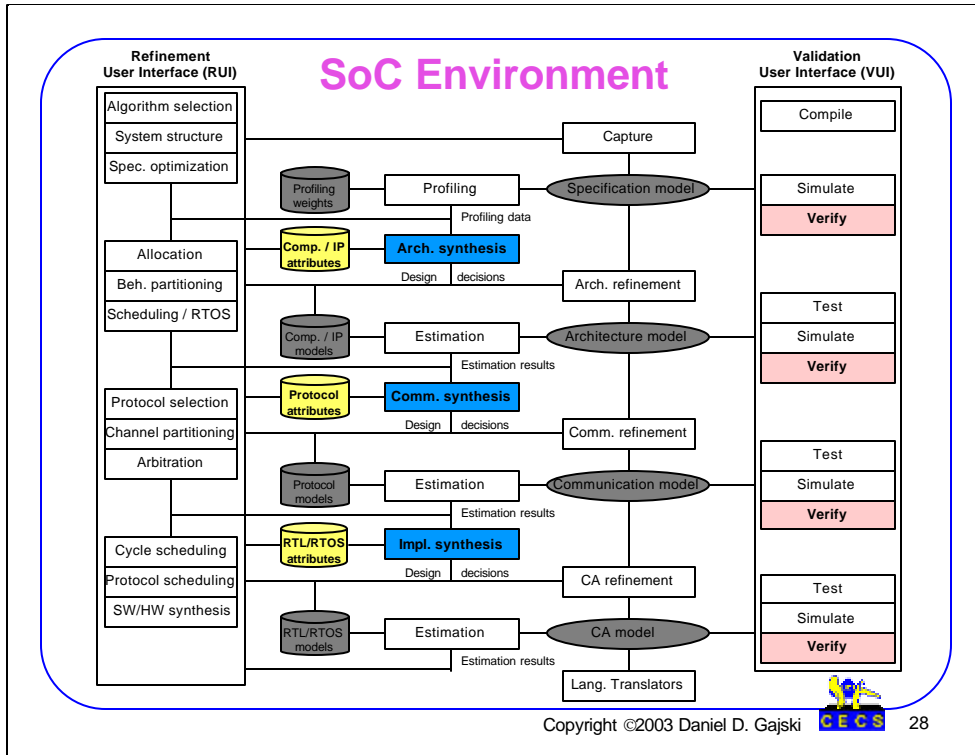 SoC Environment
Refinement
User Interface (RUI)
Validation
User Interface (VUI)
Algorithm selection
System structure
Spec. optimization
Capture
Compile
Profiling
weights
Profiling
Specification model
Simulate
Verify
Profiling data
Allocation
Beh. partitioning
Scheduling / RTOS
Comp. / IP
attributes
Arch. synthesis
Design decisions
Arch. refinement
Comp. / IP
models
Estimation
Architecture model
Test
Simulate
Verify
Estimation results
Protocol selection
Channel partitioning
Arbitration
Protocol
attributes
Comm. synthesis
Design decisions
Comm. refinement
Protocol
models
Estimation
Communication model
Test
Simulate
Verify
Estimation results
Cycle scheduling
Protocol scheduling
SW/HW synthesis
RTL/RTOS
attributes
Impl. synthesis
Design decisions
CA refinement
RTL/RTOS
models
Estimation
CA model
Test
Simulate
Verify
Estimation results
Lang. Translators
Copyright ©2003 Daniel D. Gajski
CECS
28